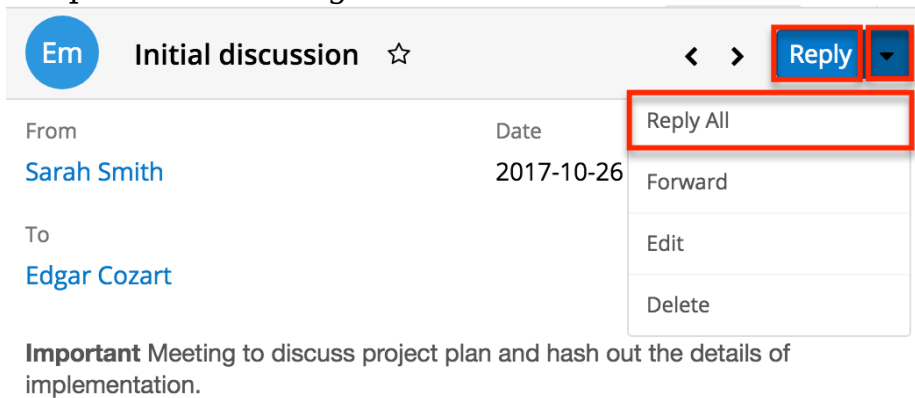 Em Initial discussion Reply
From Date Reply All
Sarah Smith 2017-10-26 Forward
To Edit
Edgar Cozart
Delete
Important Meeting to discuss project plan and hash out the details of
implementation.